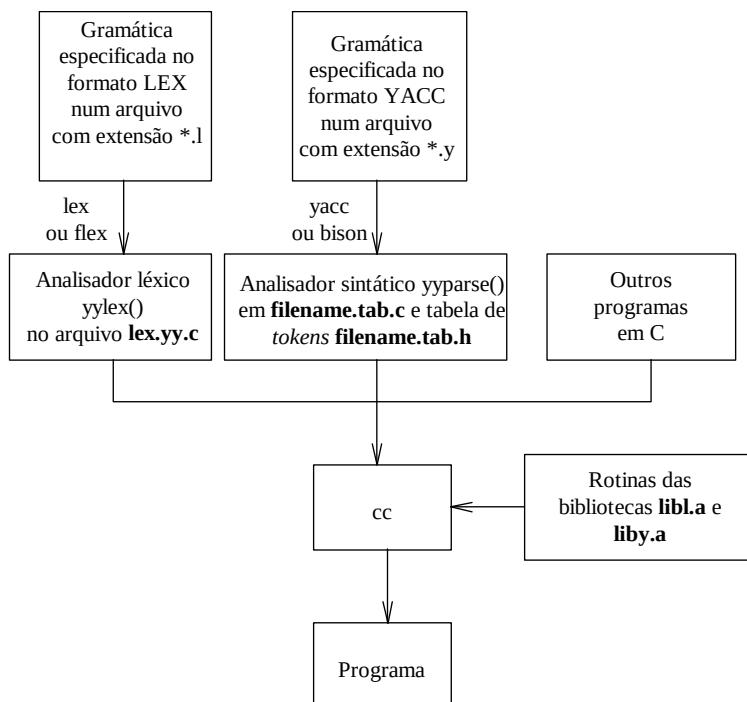 Gramática
especificada no
formato LEX
num arquivo
com extensão *.l
Gramática
especificada no
formato YACC
num arquivo
com extensão *.y
lex
ou flex
yacc
ou bison
Analisador léxico
yylex()
no arquivo lex.yy.c
Analisador sintático yyparse()
em filename.tab.c e tabela de
tokens filename.tab.h
Outros
programas
em C
cc
Rotinas das
bibliotecas libl.a e
liby.a
Programa